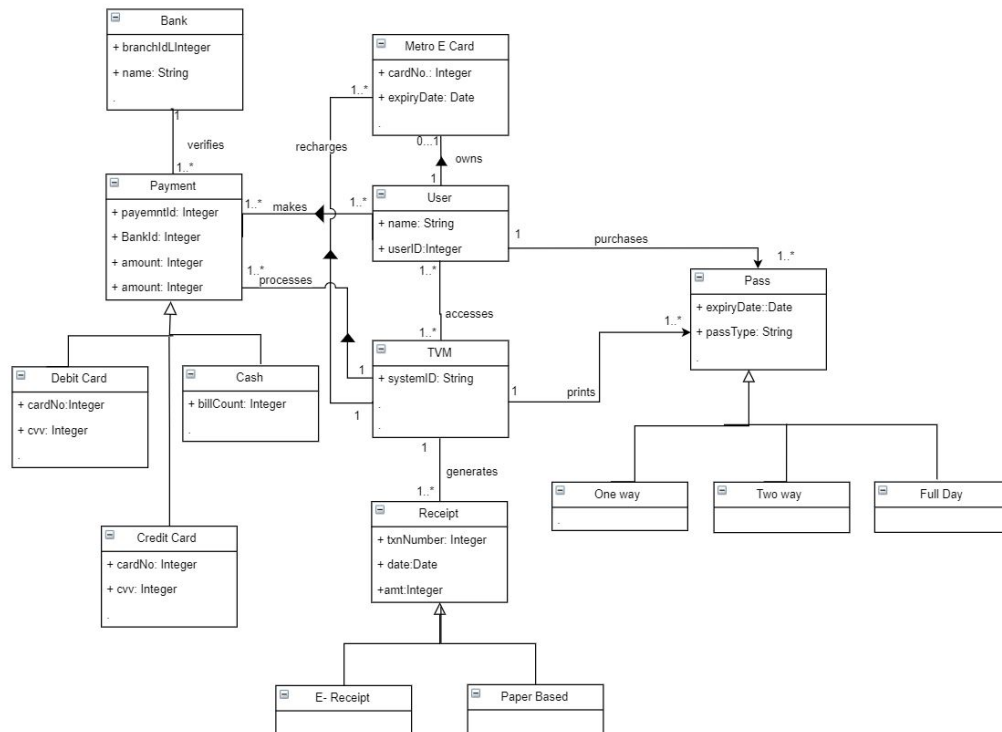 Bank
+ branchIdLInteger
+ name: String
.
1
verifies
1..*
Metro E Card
+ cardNo.: Integer
+ expiryDate: Date
.
1..*
0...1
recharges
owns
1
Payment
+ payemntId: Integer
+ BankId: Integer
+ amount: Integer
+ amount: Integer
1..*
makes
1..*
User
+ name: String
+ userID:Integer
1
purchases
1..*
1..*
processes
1..*
accesses
1..*
Pass
+ expiryDate::Date
+ passType: String
.
1..*
TVM
+ systemID: String
.
.
1
1
1
prints
1
generates
1..*
Debit Card
+ cardNo:Integer
+ cvv: Integer
.
Cash
+ billCount: Integer
.
Credit Card
+ cardNo: Integer
+ cvv: Integer
.
One way
.
Two way
Full Day
Receipt
+ txnNumber: Integer
+ date:Date
+amt:Integer
E- Receipt
Paper Based